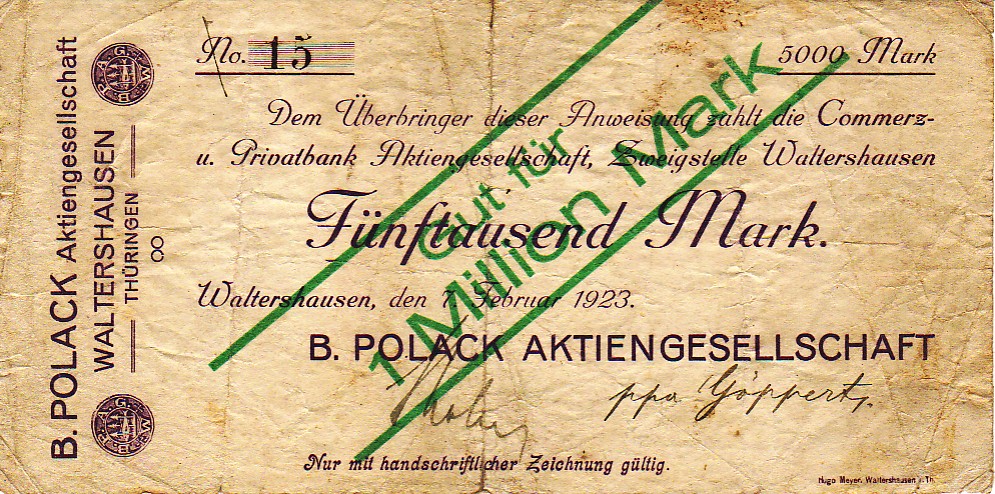 B. POLACK Aktiengesellschaft
WALTERSHAUSEN
THÜRINGEN
No. 15
5000 Mark
Dem Überbringer dieser Anweisung zahlt die Commerz-
u. Privatbank Aktiengesellschaft, Zweigstelle Waltershausen
Fünftausend Mark.
Gut für
1 Million Mark
Waltershausen, den 7. Februar 1923.
B. POLACK AKTIENGESELLSCHAFT
ppa Göppert
Nur mit handschriftlicher Zeichnung gültig.
Hugo Meyer, Waltershausen i. Th.